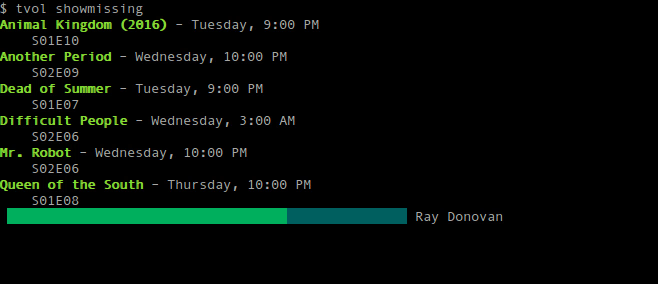 $ tvol showmissing
Animal Kingdom (2016) - Tuesday, 9:00 PM
S01E10
Another Period - Wednesday, 10:00 PM
S02E09
Dead of Summer - Tuesday, 9:00 PM
S01E07
Difficult People - Wednesday, 3:00 AM
S02E06
Mr. Robot - Wednesday, 10:00 PM
S02E06
Queen of the South - Thursday, 10:00 PM
S01E08
Ray Donovan